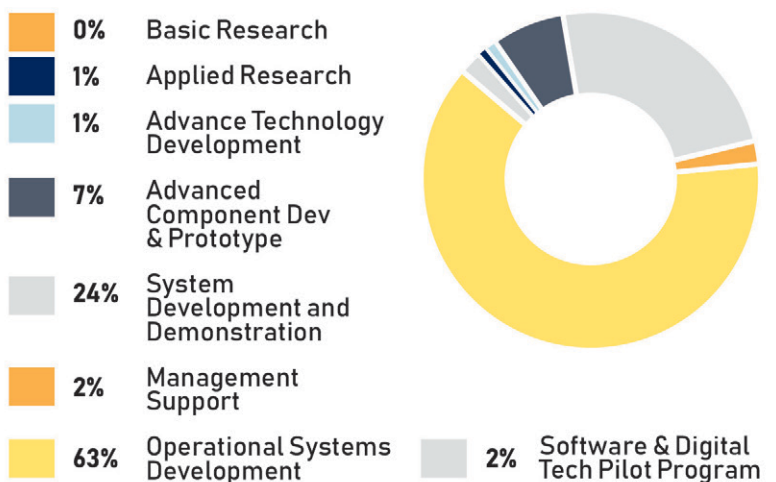 0% Basic Research
1% Applied Research
1% Advance Technology
Development
7% Advanced
Component Dev
& Prototype
24% System
Development and
Demonstration
2% Management
Support
63% Operational Systems
Development
2% Software & Digital
Tech Pilot Program